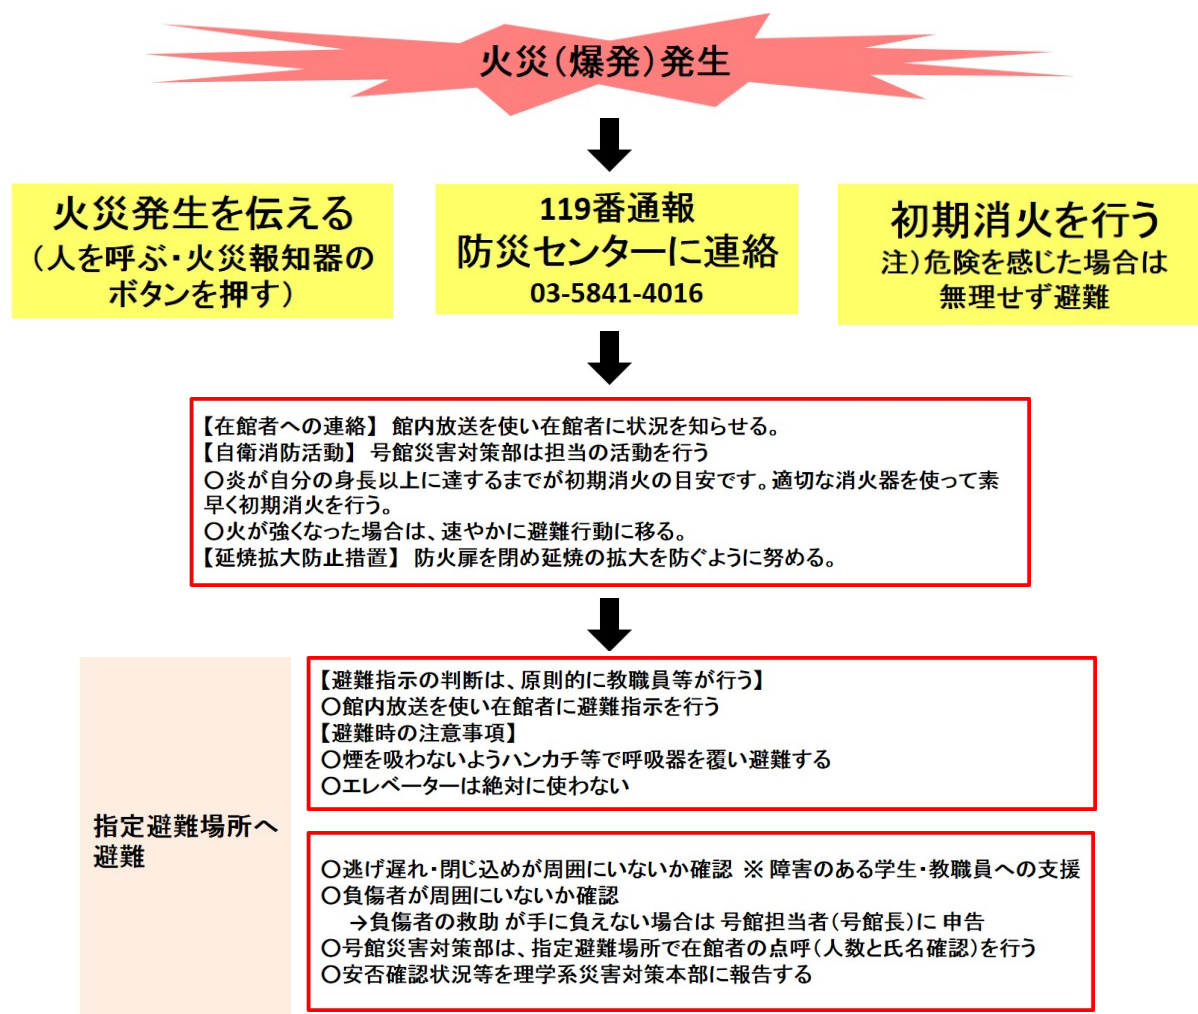 火災(爆発)発生
火災発生を伝える
(人を呼ぶ・火災報知器の
ボタンを押す)
119番通報
防災センターに連絡
03-5841-4016
初期消火を行う
注)危険を感じた場合は
無理せず避難
【在館者への連絡】 館内放送を使い在館者に状況を知らせる。
【自衛消防活動】 号館災害対策部は担当の活動を行う
〇炎が自分の身長以上に達するまでが初期消火の目安です。適切な消火器を使って素
早く初期消火を行う。
〇火が強くなった場合は、速やかに避難行動に移る。
【延焼拡大防止措置】 防火扉を閉め延焼の拡大を防ぐように努める。
指定避難場所へ
避難
【避難指示の判断は、原則的に教職員等が行う】
〇館内放送を使い在館者に避難指示を行う
【避難時の注意事項】
〇煙を吸わないようハンカチ等で呼吸器を覆い避難する
〇エレベーターは絶対に使わない
〇逃げ遅れ・閉じ込めが周囲にいないか確認 ※ 障害のある学生・教職員への支援
〇負傷者が周囲にいないか確認
→負傷者の救助 が手に負えない場合は 号館担当者(号館長)に 申告
〇号館災害対策部は、指定避難場所で在館者の点呼(人数と氏名確認)を行う
〇安否確認状況等を理学系災害対策本部に報告する